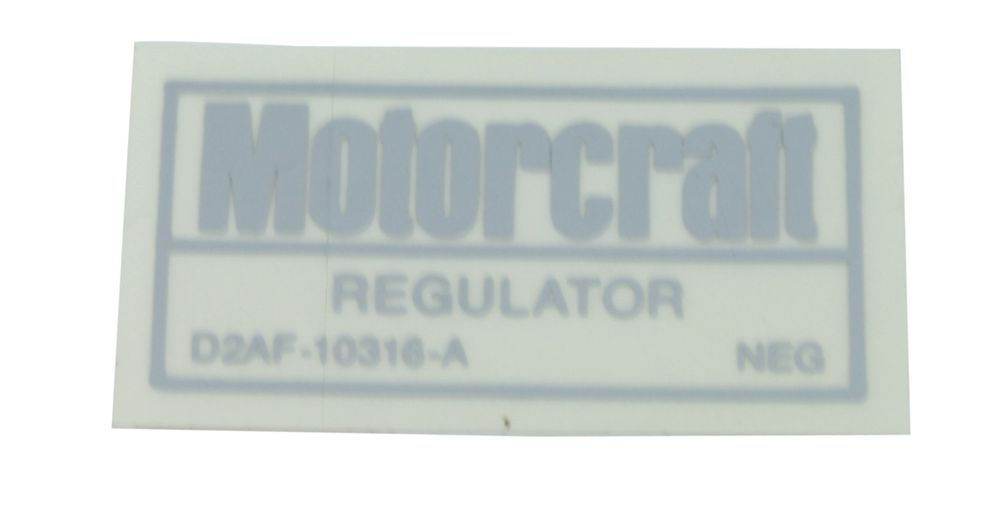 Motorcraft
REGULATOR
D2AF-10316-A NEG